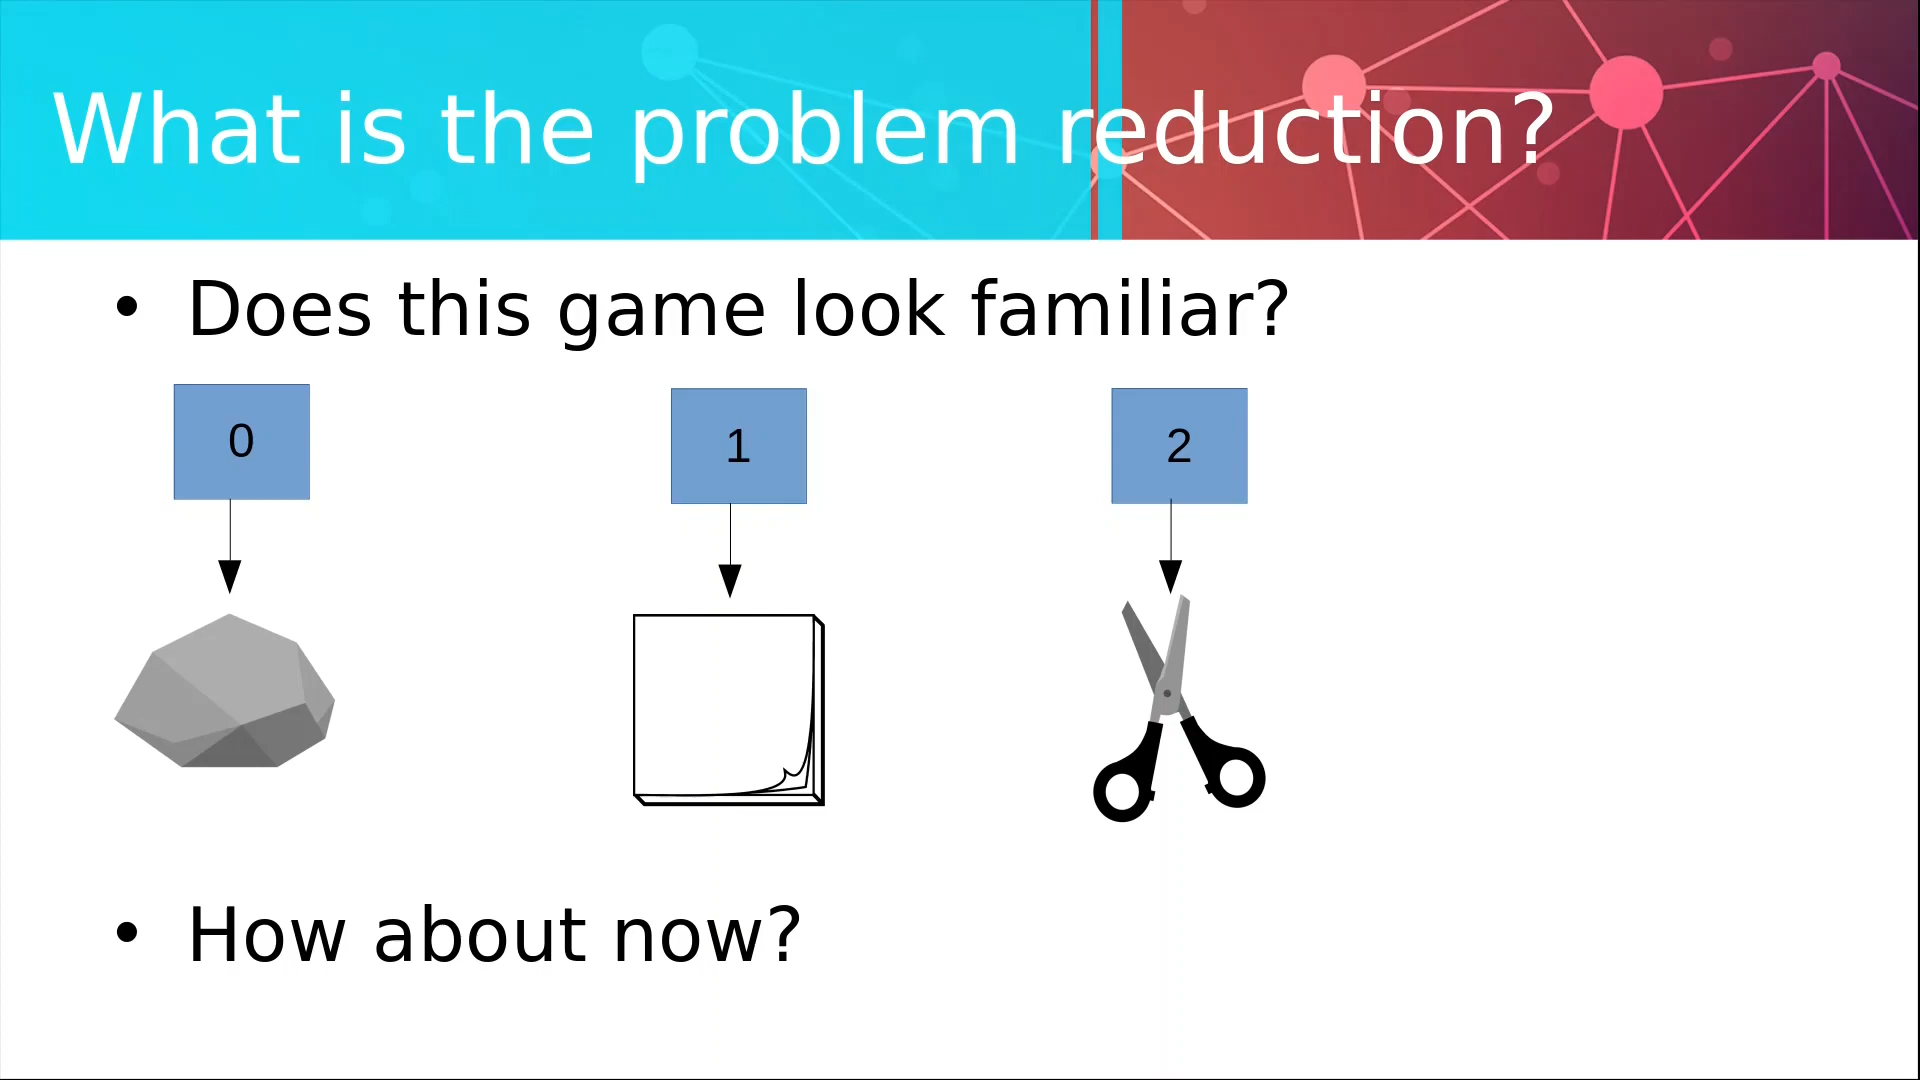 What is the problem reduction?
• Does this game look familiar?
0 1 2
• How about now?